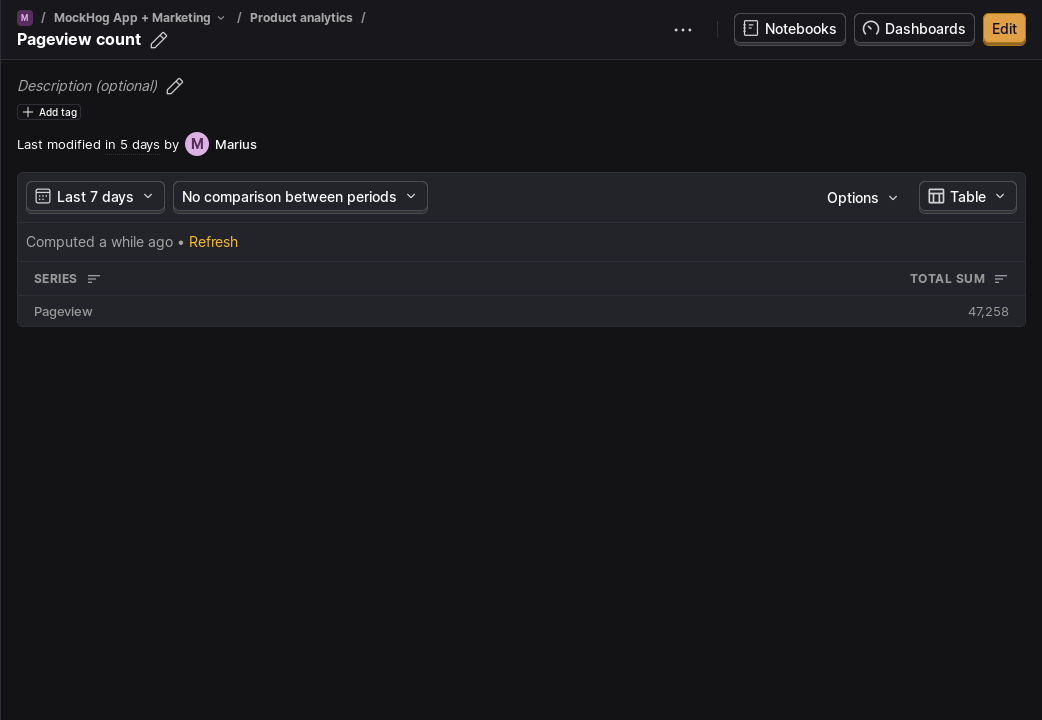 M / MockHog App + Marketing / Product analytics /
Pageview count
Notebooks
Dashboards
Edit
Description (optional)
Add tag
Last modified in 5 days by M Marius
Last 7 days
No comparison between periods
Options
Table
Computed a while ago • Refresh
SERIES
TOTAL SUM
Pageview
47,258